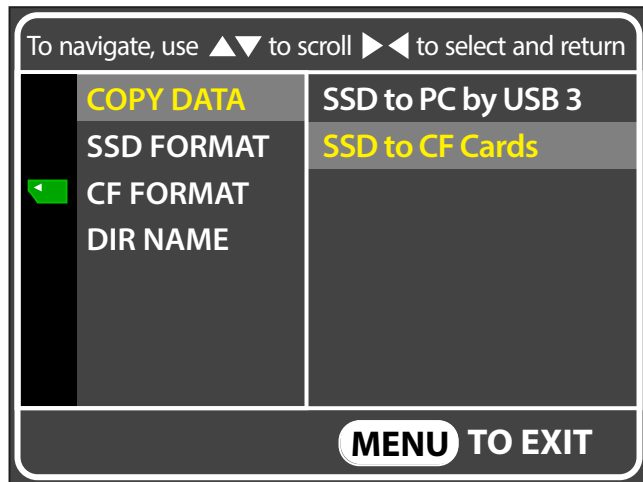 To navigate, use ▲▼ to scroll ▶◀ to select and return
COPY DATA
SSD FORMAT
CF FORMAT
DIR NAME
SSD to PC by USB 3
SSD to CF Cards
MENU TO EXIT